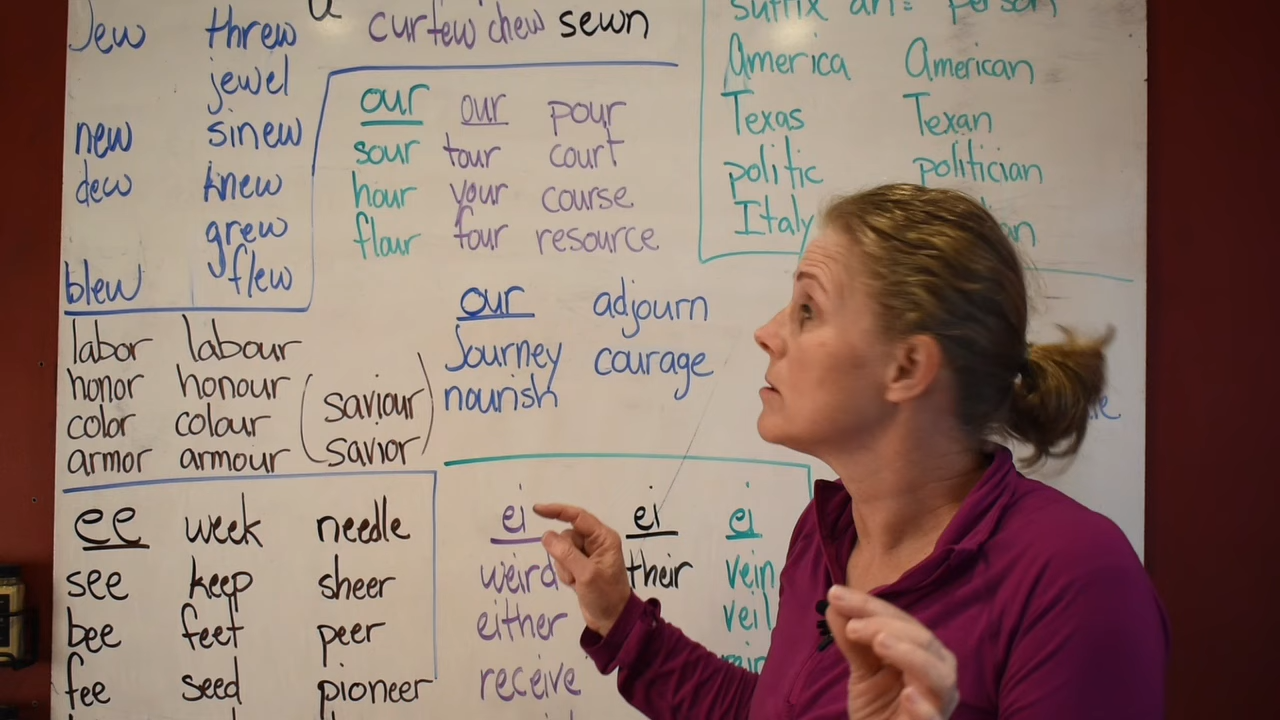 Jew threw
jewel
new sinew
dew knew
grew
blew flew
curfew chew sewn
our our pour
sour tour court
hour your course
flour four resource
suffix an = person
America American
Texas Texan
politic politician
Italy
labor labour
honor honour
color colour
armor armour
(saviour
savior)
our adjourn
Journey courage
nourish
ee week needle
see keep sheer
bee feet peer
fee seed pioneer
ei ei ei
weird their vein
either veil
receive